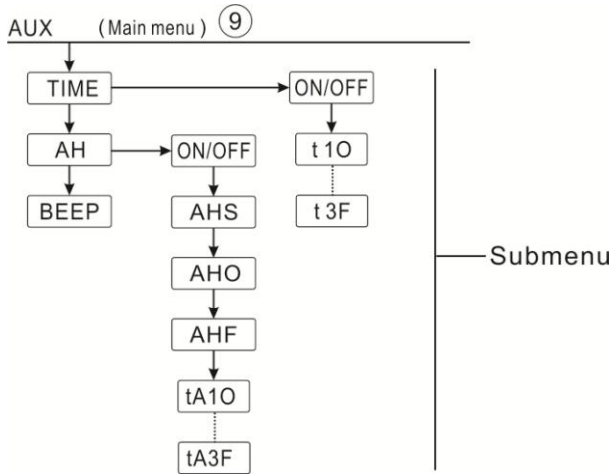 AUX (Main menu) ⑨
TIME ON/OFF
AH ON/OFF t 1O
BEEP AHS t 3F
Submenu
AHO
AHF
tA1O
tA3F